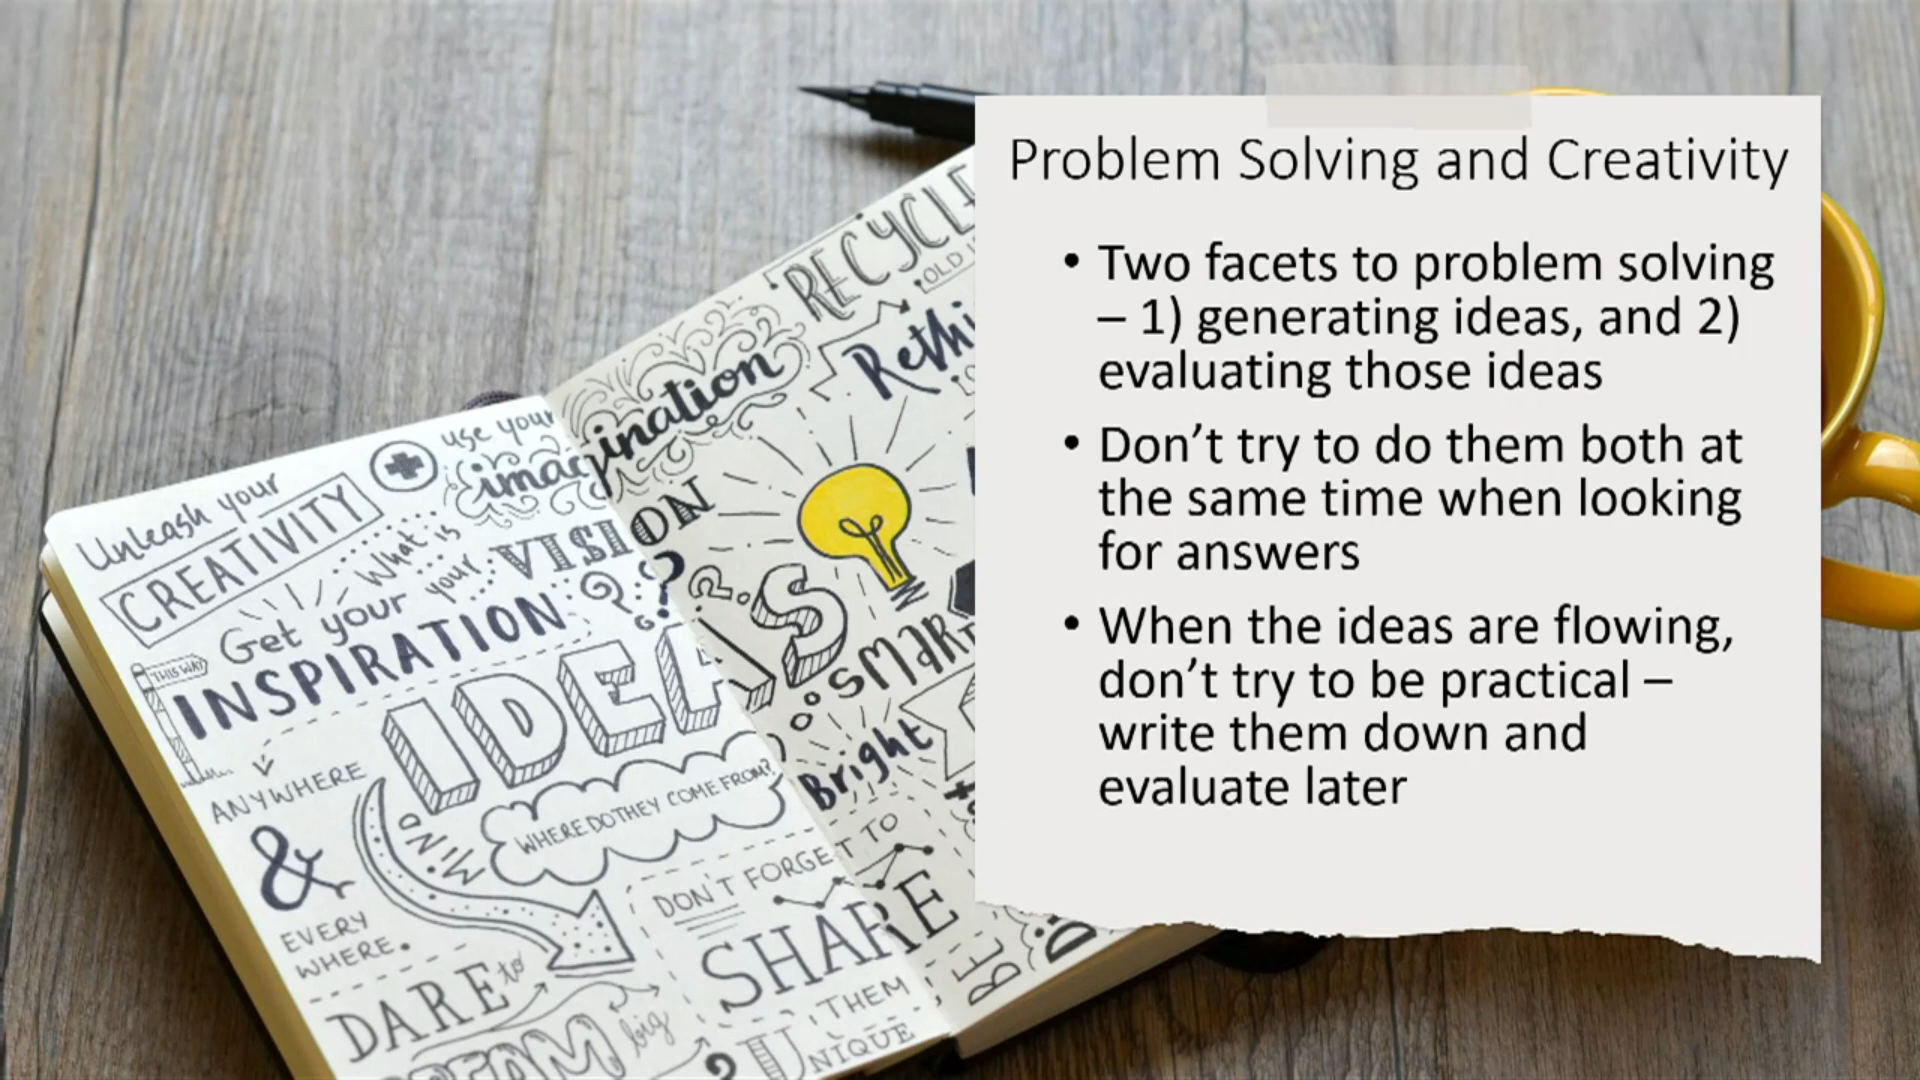 Problem Solving and Creativity
• Two facets to problem solving
– 1) generating ideas, and 2)
evaluating those ideas
• Don’t try to do them both at
the same time when looking
for answers
• When the ideas are flowing,
don’t try to be practical –
write them down and
evaluate later
Unleash your
CREATIVITY
use your
imagination
What is
your
VISION
??
Get your
INSPIRATION
THIS WAY
IDEAS
ANYWHERE
&
EVERY
WHERE.
MIND
WHERE DO THEY COME FROM?
DON'T FORGET TO
SHARE
THEM
DARE to
DREAM
big
UNIQUE
RECYCLE
OLD
Bright
BE